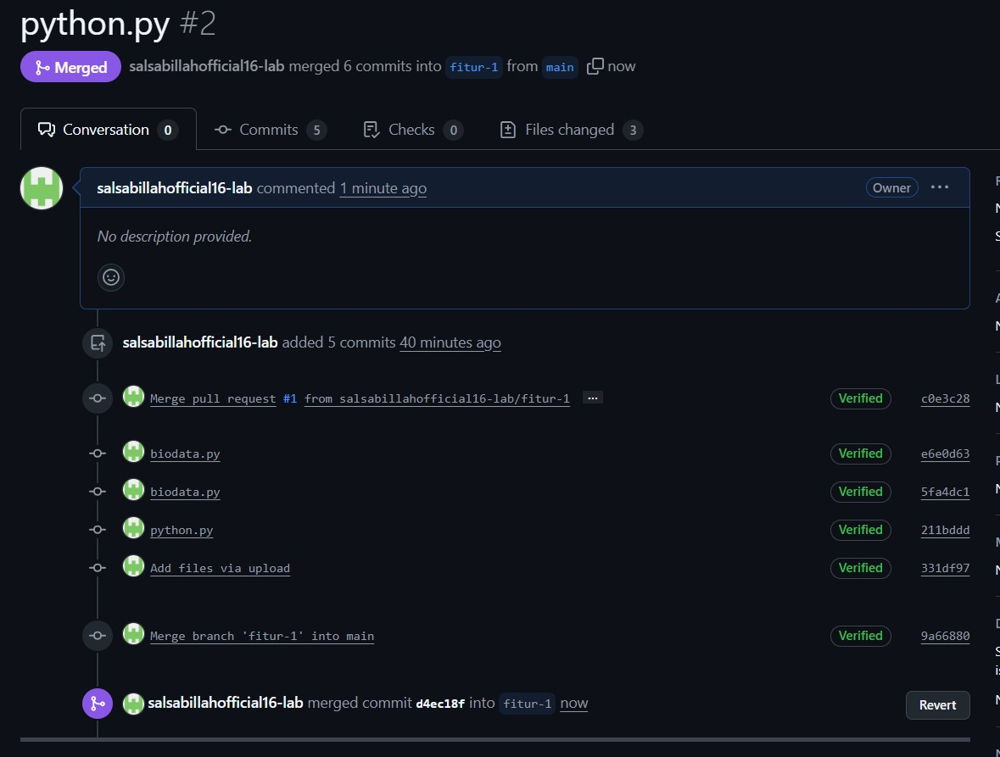 python.py #2
Merged salsabillahofficial16-lab merged 6 commits into fitur-1 from main now
Conversation 0 Commits 5 Checks 0 Files changed 3
salsabillahofficial16-lab commented 1 minute ago Owner ...
No description provided.
salsabillahofficial16-lab added 5 commits 40 minutes ago
Merge pull request #1 from salsabillahofficial16-lab/fitur-1 ... Verified c0e3c28
biodata.py Verified e6e0d63
biodata.py Verified 5fa4dc1
python.py Verified 211bddd
Add files via upload Verified 331df97
Merge branch 'fitur-1' into main Verified 9a66880
salsabillahofficial16-lab merged commit d4ec18f into fitur-1 now Revert